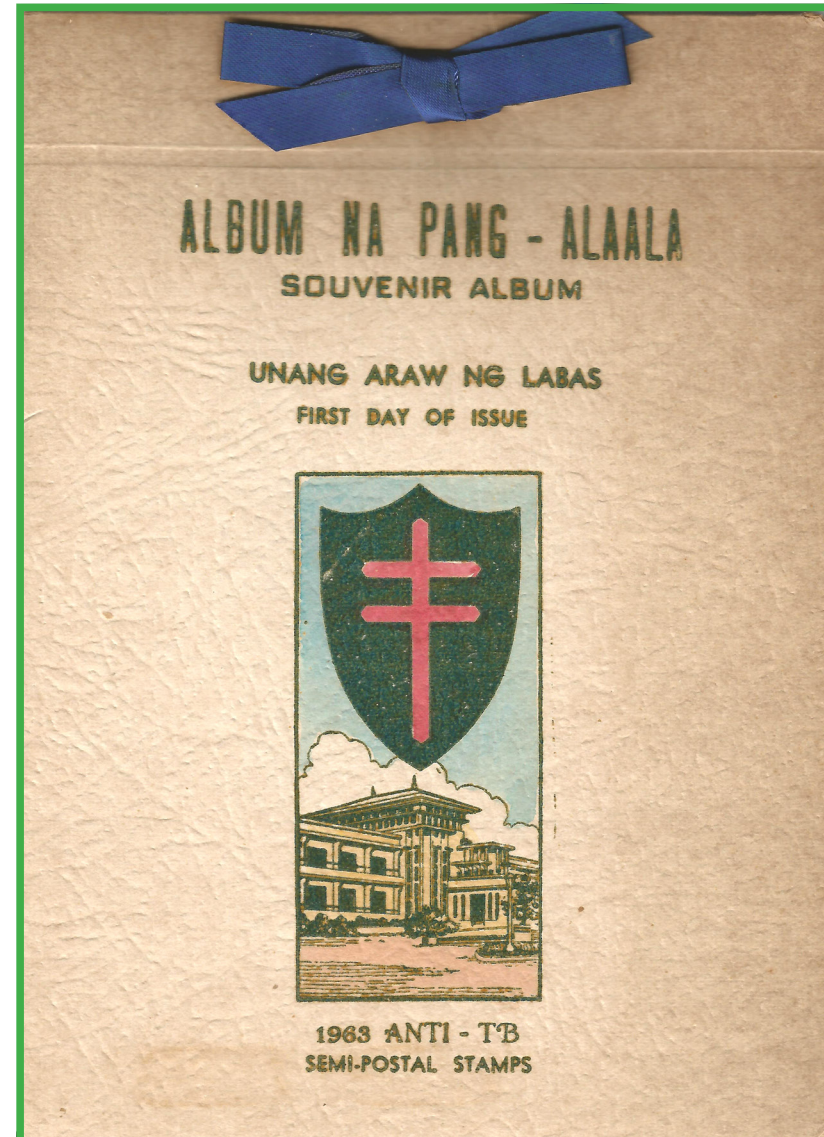 ALBUM NA PANG - ALAALA
SOUVENIR ALBUM
UNANG ARAW NG LABAS
FIRST DAY OF ISSUE
1963 ANTI - TB
SEMI-POSTAL STAMPS